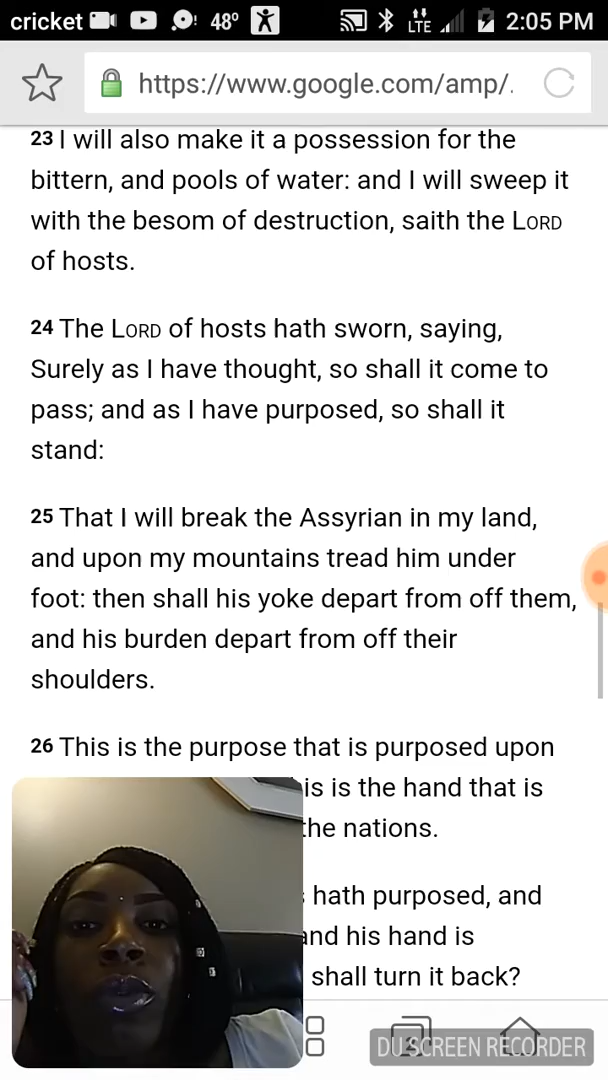 cricket 48° LTE 2:05 PM
https://www.google.com/amp/.
23 I will also make it a possession for the
bittern, and pools of water: and I will sweep it
with the besom of destruction, saith the LORD
of hosts.
24 The LORD of hosts hath sworn, saying,
Surely as I have thought, so shall it come to
pass; and as I have purposed, so shall it
stand:
25 That I will break the Assyrian in my land,
and upon my mountains tread him under
foot: then shall his yoke depart from off them,
and his burden depart from off their
shoulders.
26 This is the purpose that is purposed upon
is is the hand that is
the nations.
hath purposed, and
and his hand is
shall turn it back?
DU SCREEN RECORDER